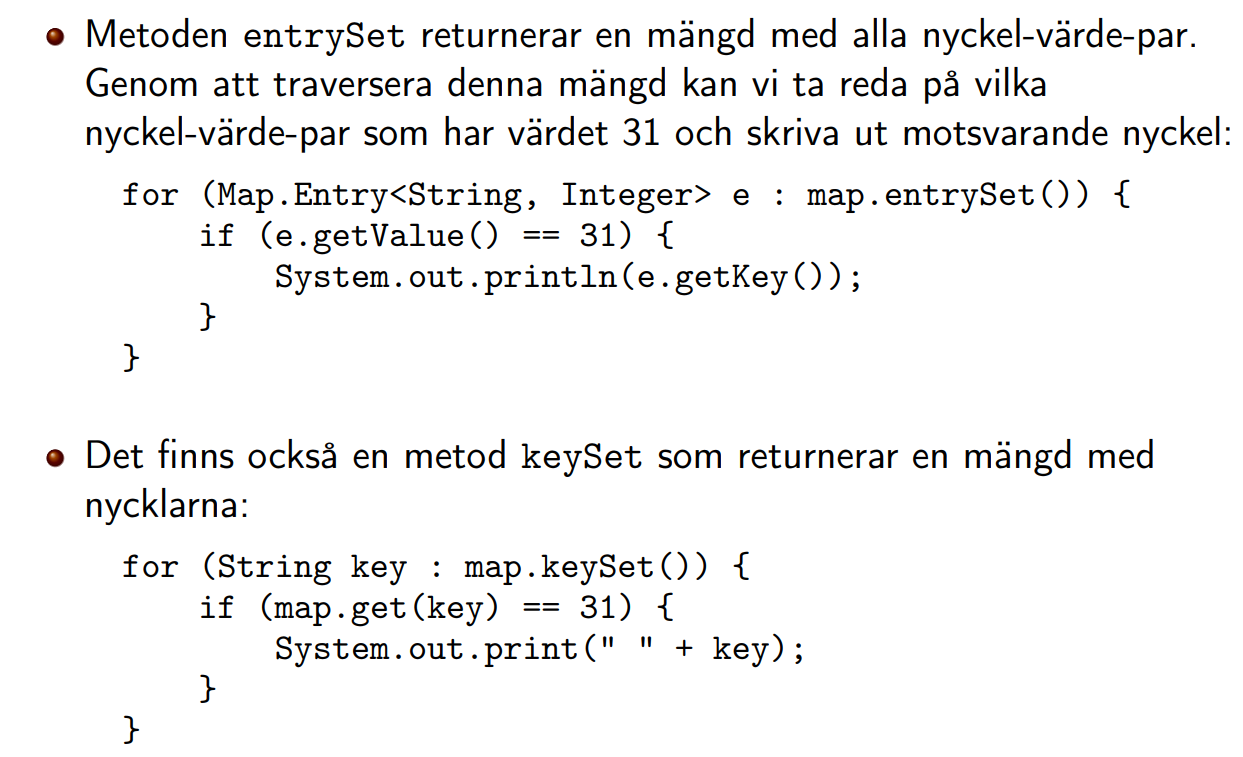 Metoden entrySet returnerar en mängd med alla nyckel-värde-par.
Genom att traversera denna mängd kan vi ta reda på vilka
nyckel-värde-par som har värdet 31 och skriva ut motsvarande nyckel:
for (Map.Entry<String, Integer> e : map.entrySet()) {
    if (e.getValue() == 31) {
        System.out.println(e.getKey());
    }
}
Det finns också en metod keySet som returnerar en mängd med
nycklarna:
for (String key : map.keySet()) {
    if (map.get(key) == 31) {
        System.out.print(" " + key);
    }
}